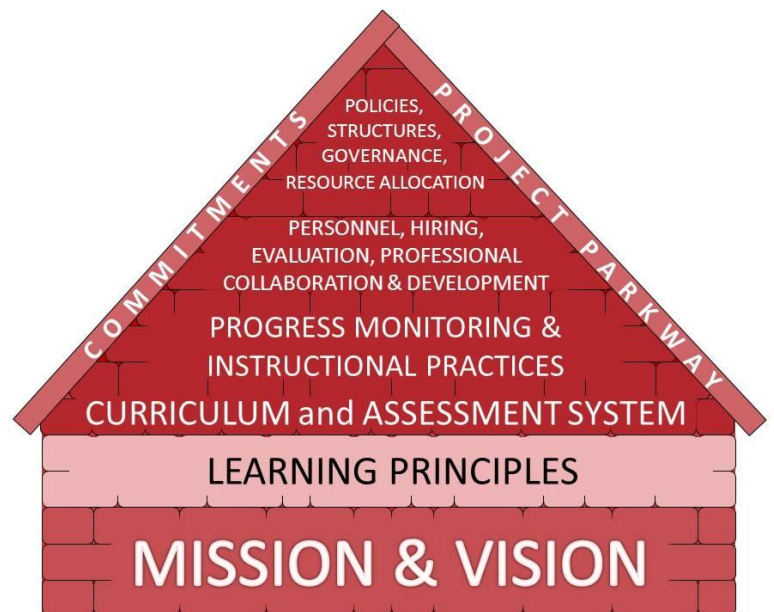 COMMITMENTS
PROJECT PARKWAY
POLICIES,
STRUCTURES,
GOVERNANCE,
RESOURCE ALLOCATION
PERSONNEL, HIRING,
EVALUATION, PROFESSIONAL
COLLABORATION & DEVELOPMENT
PROGRESS MONITORING &
INSTRUCTIONAL PRACTICES
CURRICULUM and ASSESSMENT SYSTEM
LEARNING PRINCIPLES
MISSION & VISION